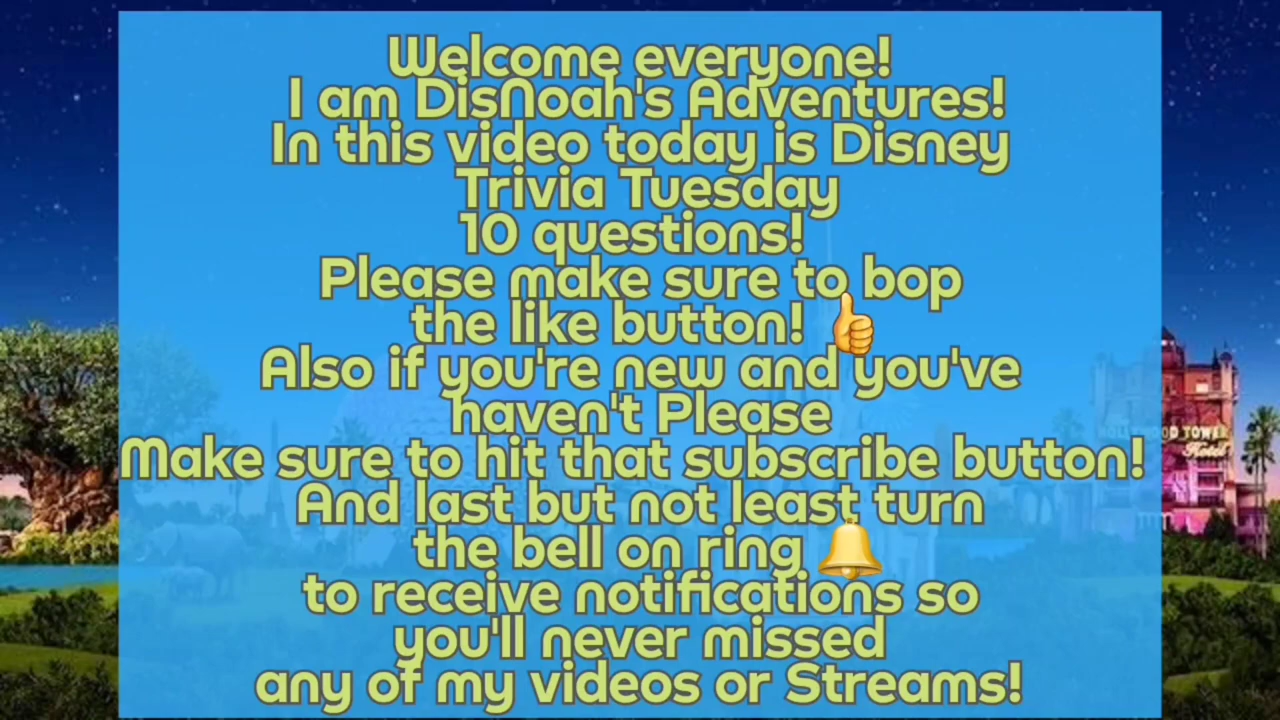 Welcome everyone!
I am DisNoah's Adventures!
In this video today is Disney
Trivia Tuesday
10 questions!
Please make sure to bop
the like button! 👍
Also if you're new and you've
haven't Please
Make sure to hit that subscribe button!
And last but not least turn
the bell on ring 🔔
to receive notifications so
you'll never missed
any of my videos or Streams!
HOLLYWOOD TOWER
Hotel